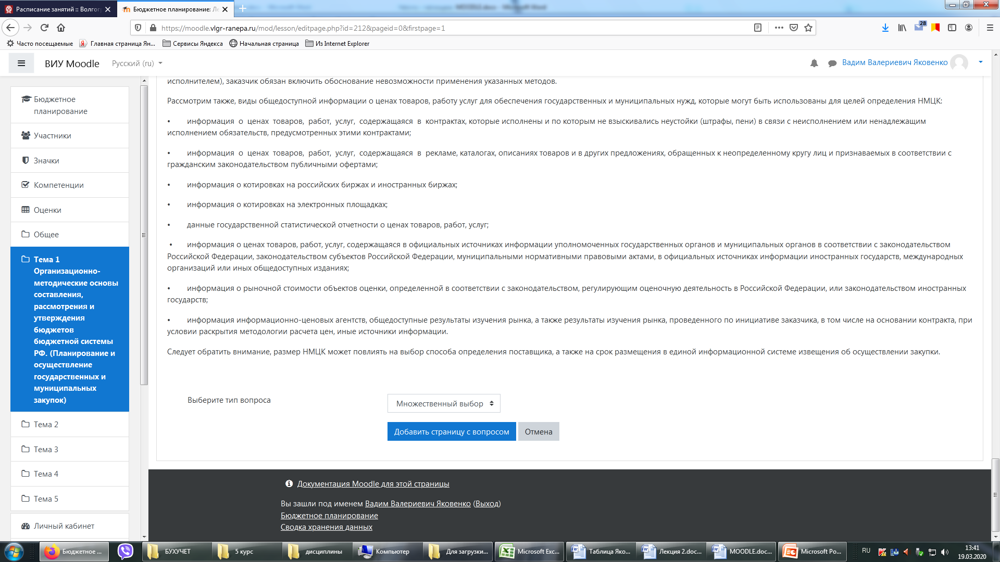 Расписание занятий :: Волгог
Бюджетное планирование: Ле
https://moodle.vlgr-ranepa.ru/mod/lesson/editpage.php?id=212&pageid=0&firstpage=1
28
Часто посещаемые
Главная страница Ян...
Сервисы Яндекса
Начальная страница
Из Internet Explorer
ВИУ Moodle
Русский (ru)
Вадим Валериевич Яковенко
Бюджетное
планирование
Участники
Значки
Компетенции
Оценки
Общее
Тема 1
Организационно-
методические основы
составления,
рассмотрения и
утверждения
бюджетов
бюджетной системы
РФ. (Планирование и
осуществление
государственных и
муниципальных
закупок)
Тема 2
Тема 3
Тема 4
Тема 5
Личный кабинет
исполнителем), заказчик обязан включить обоснование невозможности применения указанных методов.
Рассмотрим также, виды общедоступной информации о ценах товаров, работу услуг для обеспечения государственных и муниципальных нужд, которые могут быть использованы для целей определения НМЦК:
• информация о ценах товаров, работ, услуг, содержащаяся в контрактах, которые исполнены и по которым не взыскивались неустойки (штрафы, пени) в связи с неисполнением или ненадлежащим
исполнением обязательств, предусмотренных этими контрактами;
• информация о ценах товаров, работ, услуг, содержащаяся в рекламе, каталогах, описаниях товаров и в других предложениях, обращенных к неопределенному кругу лиц и признаваемых в соответствии с
гражданским законодательством публичными офертами;
• информация о котировках на российских биржах и иностранных биржах;
• информация о котировках на электронных площадках;
• данные государственной статистической отчетности о ценах товаров, работ, услуг;
• информация о ценах товаров, работ, услуг, содержащаяся в официальных источниках информации уполномоченных государственных органов и муниципальных органов в соответствии с законодательством
Российской Федерации, законодательством субъектов Российской Федерации, муниципальными нормативными правовыми актами, в официальных источниках информации иностранных государств, международных
организаций или иных общедоступных изданиях;
• информация о рыночной стоимости объектов оценки, определенной в соответствии с законодательством, регулирующим оценочную деятельность в Российской Федерации, или законодательством иностранных
государств;
• информация информационно-ценовых агентств, общедоступные результаты изучения рынка, а также результаты изучения рынка, проведенного по инициативе заказчика, в том числе на основании контракта, при
условии раскрытия методологии расчета цен, иные источники информации.
Следует обратить внимание, размер НМЦК может повлиять на выбор способа определения поставщика, а также на срок размещения в единой информационной системе извещения об осуществлении закупки.
Выберите тип вопроса
Множественный выбор
Добавить страницу с вопросом
Отмена
Документация Moodle для этой страницы
Вы зашли под именем Вадим Валериевич Яковенко (Выход)
Бюджетное планирование
Сводка хранения данных
Бюджетное ...
БУХУЧЕТ
5 курс
дисциплины
Компьютер
Для загрузки...
Microsoft Exc...
Таблица Яко...
Лекция 2.doc...
MOODLE.doc...
Microsoft Po...
RU
13:41
19.03.2020